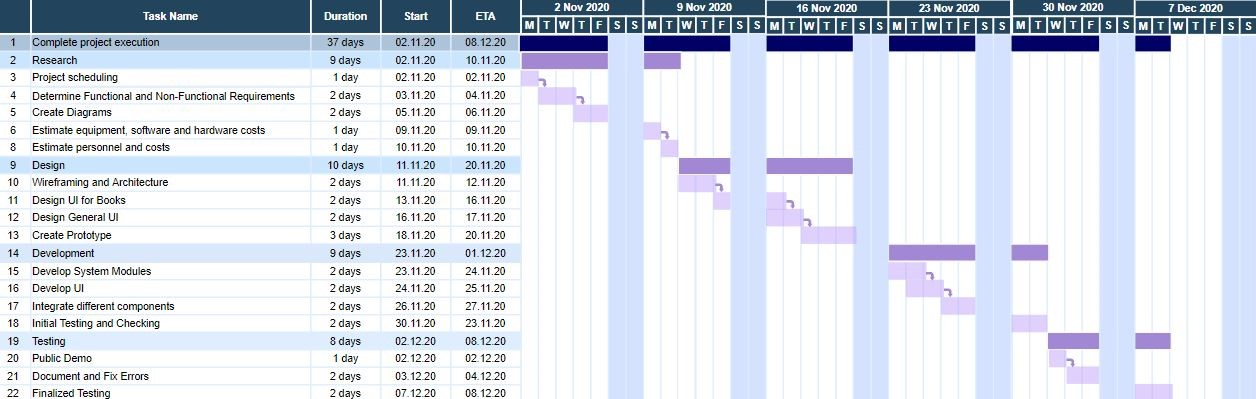 Task Name Duration Start ETA 2 Nov 2020 9 Nov 2020 16 Nov 2020 23 Nov 2020 30 Nov 2020 7 Dec 2020
M T W T F S S M T W T F S S M T W T F S S M T W T F S S M T W T F S S M T W T F S S
1 Complete project execution 37 days 02.11.20 08.12.20
2 Research 9 days 02.11.20 10.11.20
3 Project scheduling 1 day 02.11.20 02.11.20
4 Determine Functional and Non-Functional Requirements 2 days 03.11.20 04.11.20
5 Create Diagrams 2 days 05.11.20 06.11.20
6 Estimate equipment, software and hardware costs 1 day 09.11.20 09.11.20
8 Estimate personnel and costs 1 day 10.11.20 10.11.20
9 Design 10 days 11.11.20 20.11.20
10 Wireframing and Architecture 2 days 11.11.20 12.11.20
11 Design UI for Books 2 days 13.11.20 16.11.20
12 Design General UI 2 days 16.11.20 17.11.20
13 Create Prototype 3 days 18.11.20 20.11.20
14 Development 9 days 23.11.20 01.12.20
15 Develop System Modules 2 days 23.11.20 24.11.20
16 Develop UI 2 days 24.11.20 25.11.20
17 Integrate different components 2 days 26.11.20 27.11.20
18 Initial Testing and Checking 2 days 30.11.20 23.11.20
19 Testing 8 days 02.12.20 08.12.20
20 Public Demo 1 day 02.12.20 02.12.20
21 Document and Fix Errors 2 days 03.12.20 04.12.20
22 Finalized Testing 2 days 07.12.20 08.12.20